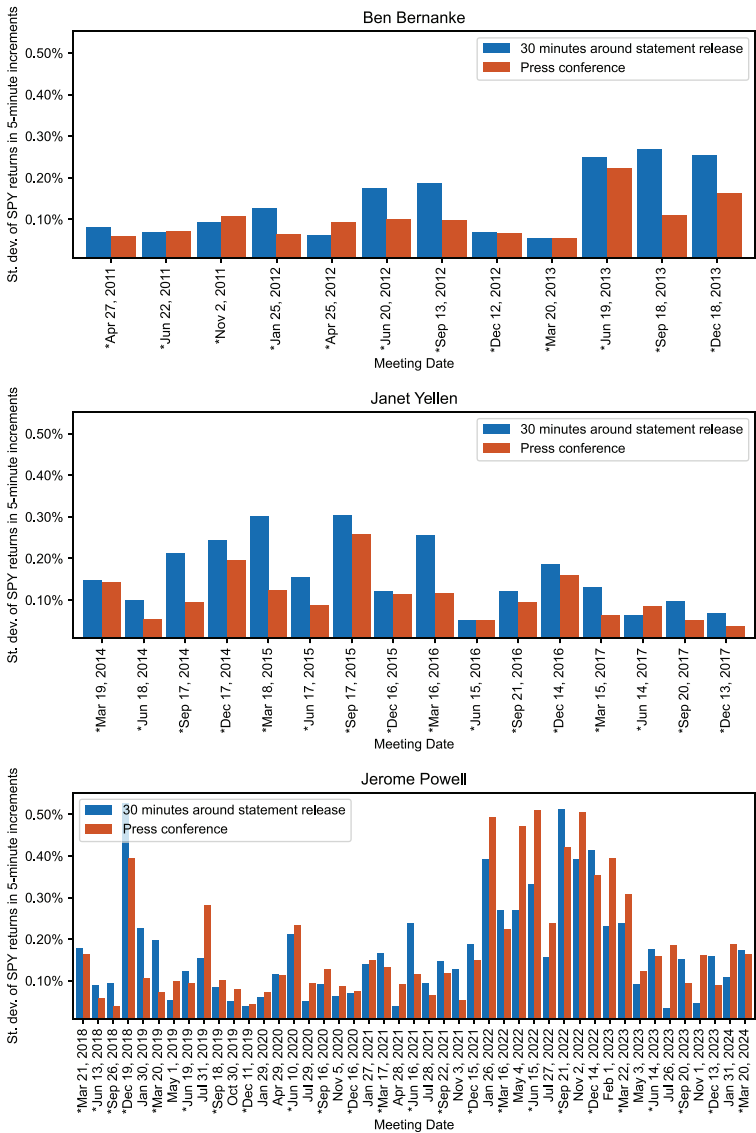 Ben Bernanke
St. dev. of SPY returns in 5-minute increments
0.50%
0.40%
0.30%
0.20%
0.10%
30 minutes around statement release
Press conference
*Apr 27, 2011
*Jun 22, 2011
*Nov 2, 2011
*Jan 25, 2012
*Apr 25, 2012
*Jun 20, 2012
*Sep 13, 2012
*Dec 12, 2012
*Mar 20, 2013
*Jun 19, 2013
*Sep 18, 2013
*Dec 18, 2013
Meeting Date
Janet Yellen
St. dev. of SPY returns in 5-minute increments
0.50%
0.40%
0.30%
0.20%
0.10%
30 minutes around statement release
Press conference
*Mar 19, 2014
*Jun 18, 2014
*Sep 17, 2014
*Dec 17, 2014
*Mar 18, 2015
*Jun 17, 2015
*Sep 17, 2015
*Dec 16, 2015
*Mar 16, 2016
*Jun 15, 2016
*Sep 21, 2016
*Dec 14, 2016
*Mar 15, 2017
*Jun 14, 2017
*Sep 20, 2017
*Dec 13, 2017
Meeting Date
Jerome Powell
St. dev. of SPY returns in 5-minute increments
0.50%
0.40%
0.30%
0.20%
0.10%
30 minutes around statement release
Press conference
*Mar 21, 2018
*Jun 13, 2018
*Sep 26, 2018
*Dec 19, 2018
Jan 30, 2019
*Mar 20, 2019
May 1, 2019
*Jun 19, 2019
Jul 31, 2019
*Sep 18, 2019
Oct 30, 2019
*Dec 11, 2019
Jan 29, 2020
Apr 29, 2020
*Jun 10, 2020
Jul 29, 2020
*Sep 16, 2020
Nov 5, 2020
*Dec 16, 2020
Jan 27, 2021
*Mar 17, 2021
Apr 28, 2021
*Jun 16, 2021
Jul 28, 2021
*Sep 22, 2021
Nov 3, 2021
*Dec 15, 2021
Jan 26, 2022
*Mar 16, 2022
May 4, 2022
*Jun 15, 2022
Jul 27, 2022
*Sep 21, 2022
Nov 2, 2022
*Dec 14, 2022
Feb 1, 2023
*Mar 22, 2023
May 3, 2023
*Jun 14, 2023
Jul 26, 2023
*Sep 20, 2023
Nov 1, 2023
*Dec 13, 2023
Jan 31, 2024
*Mar 20, 2024
Meeting Date